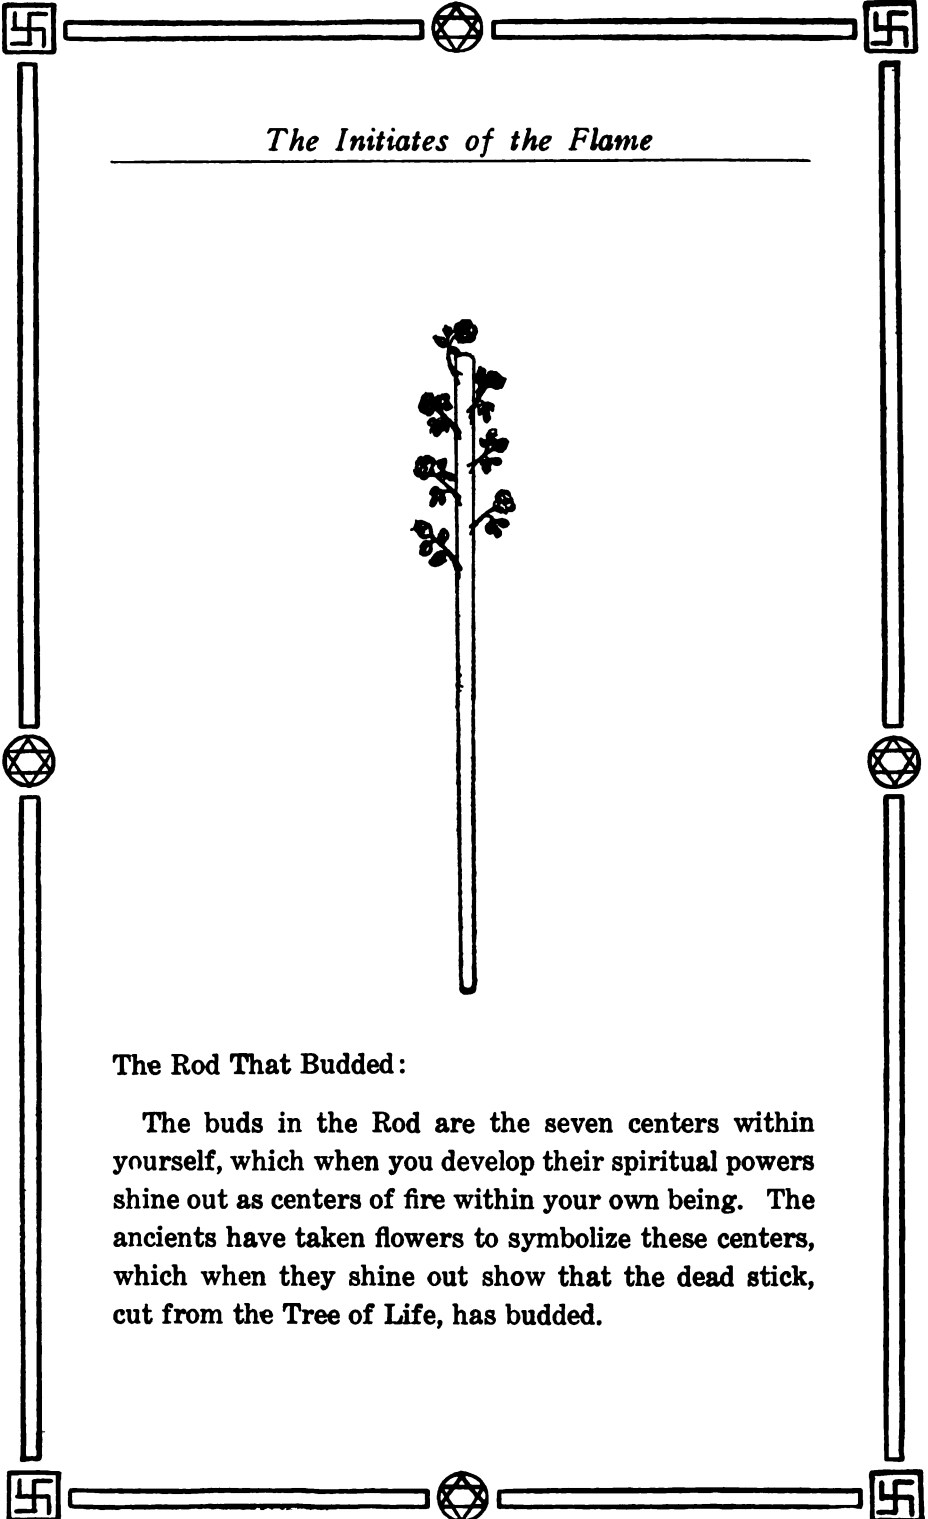 The Initiates of the Flame
The Rod That Budded:
The buds in the Rod are the seven centers within
yourself, which when you develop their spiritual powers
shine out as centers of fire within your own being. The
ancients have taken flowers to symbolize these centers,
which when they shine out show that the dead stick,
cut from the Tree of Life, has budded.